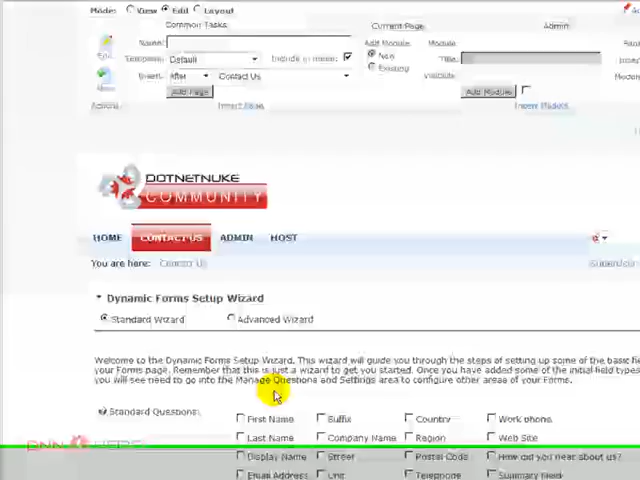 Mode: View Edit Layout
Common Tasks
Current Page
Admin
Name:
Add Module
Module
Template: Default
Include in menu:
New
Title:
Insert: After Contact Us
Existing
Add Page
Add Module
Actions
DOTNETNUKE
COMMUNITY
HOME CONTACT US ADMIN HOST
You are here: Contact Us
Dynamic Forms Setup Wizard
Standard Wizard Advanced Wizard
Welcome to the Dynamic Forms Setup Wizard. This wizard will guide you through the steps of setting up some of the basic
your Forms page. Remember that this is just a wizard to get you started. Once you have added some of the initial field types
you will see need to go into the Manage Questions and Settings area to configure other areas of your Forms.
Standard Questions:
First Name Suffix Country Work phone
Last Name Company Name Region Web Site
Display Name Street Postal Code How did you hear about us?
Email Address Unit Telephone Summary Field